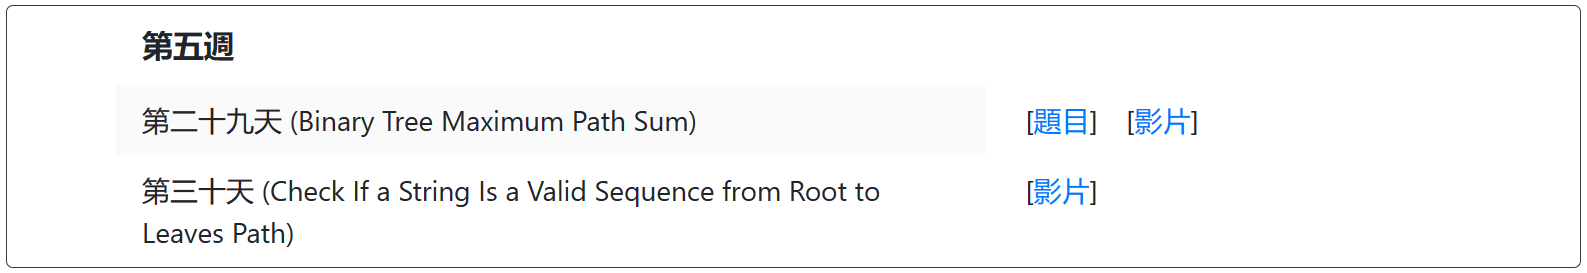 第五週
第二十九天 (Binary Tree Maximum Path Sum) [題目] [影片]
第三十天 (Check If a String Is a Valid Sequence from Root to [影片]
Leaves Path)